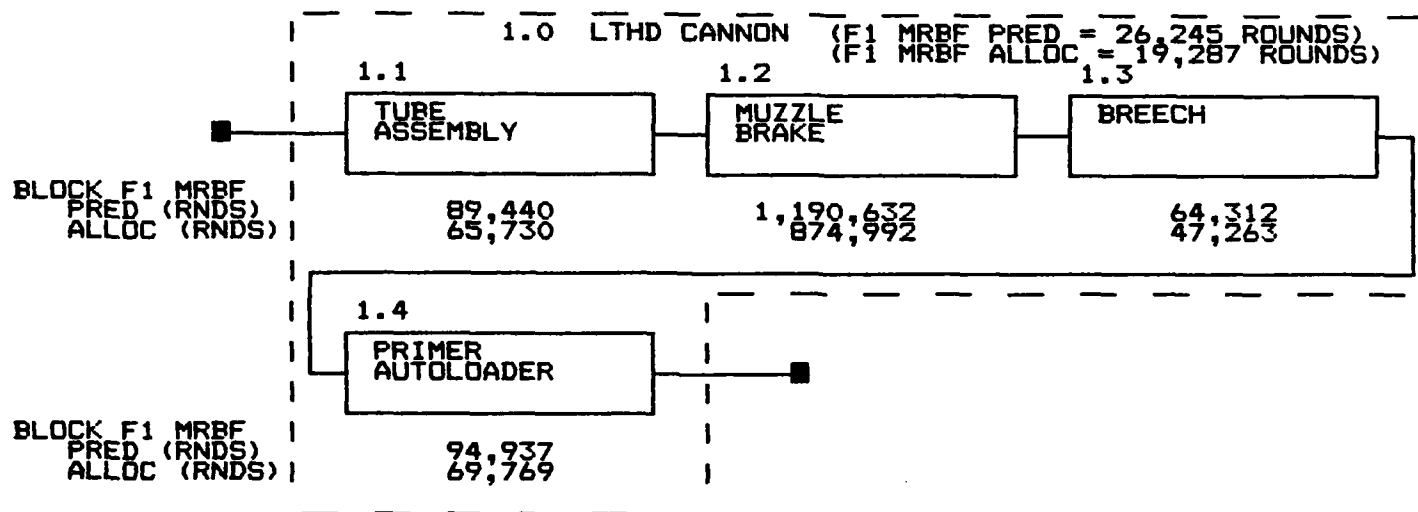 1.0 LTHD CANNON (F1 MRBF PRED = 26,245 ROUNDS)
(F1 MRBF ALLOC = 19,287 ROUNDS)
1.1 1.2 1.3
TUBE
ASSEMBLY
MUZZLE
BRAKE
BREECH
BLOCK F1 MRBF
PRED (RNDS) 89,440 1,190,632 64,312
ALLOC (RNDS) 65,730 874,992 47,263
1.4
PRIMER
AUTOLOADER
BLOCK F1 MRBF
PRED (RNDS) 94,937
ALLOC (RNDS) 69,769